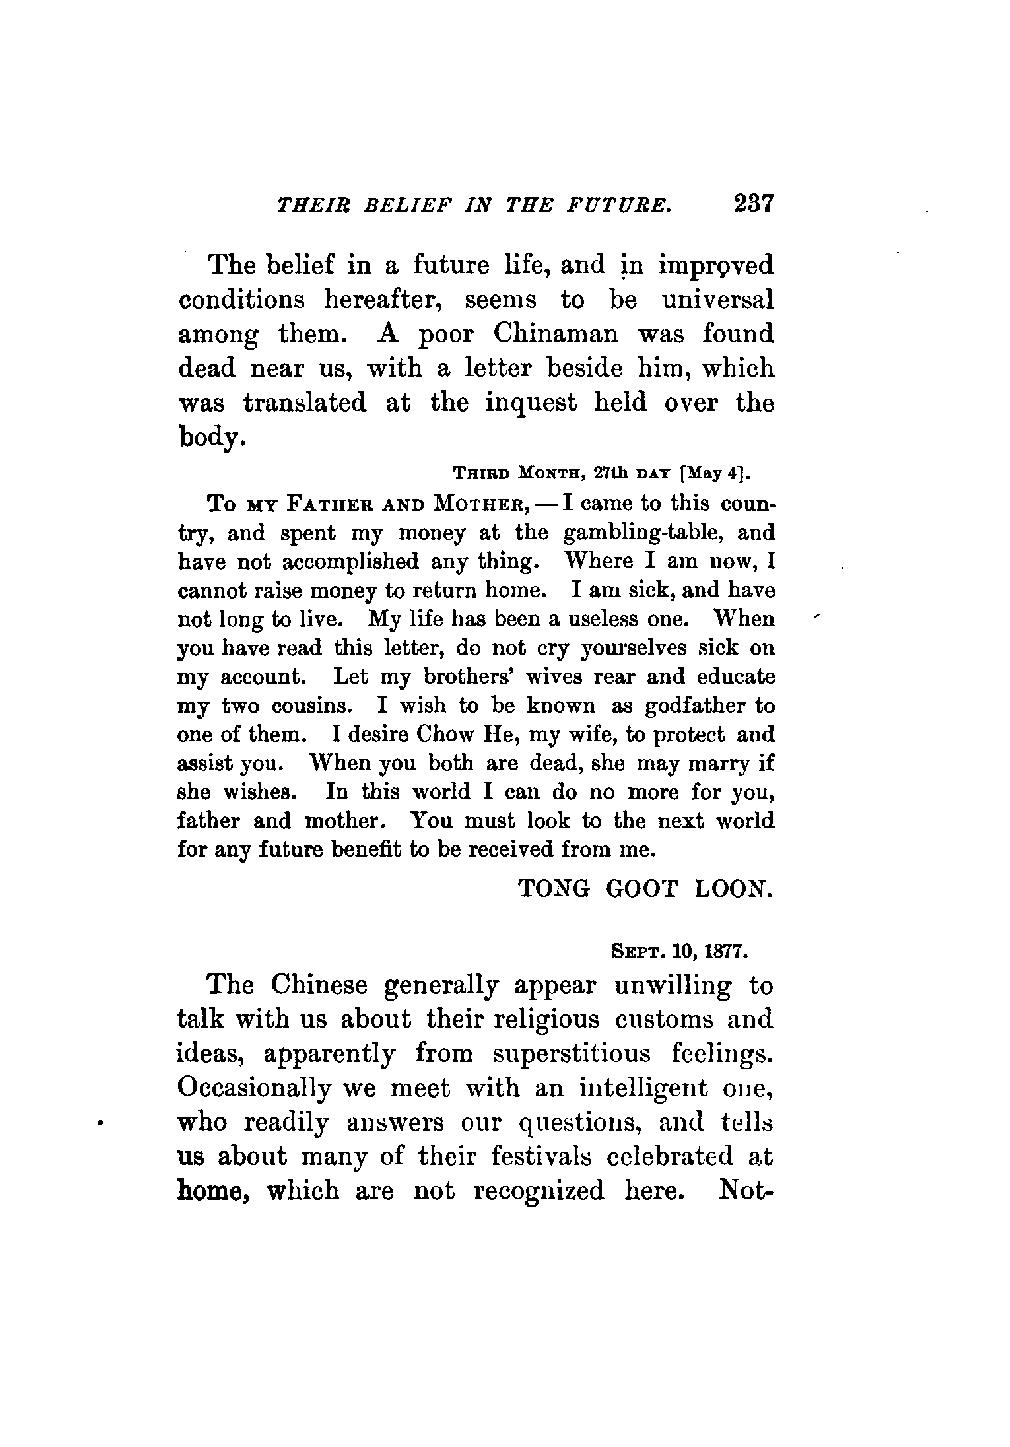 THEIR BELIEF IN THE FUTURE. 237
The belief in a future life, and in improved
conditions hereafter, seems to be universal
among them. A poor Chinaman was found
dead near us, with a letter beside him, which
was translated at the inquest held over the
body.
THIRD MONTH, 27th DAY [May 4].
TO MY FATHER AND MOTHER,—I came to this coun-
try, and spent my money at the gambling-table, and
have not accomplished any thing. Where I am now, I
cannot raise money to return home. I am sick, and have
not long to live. My life has been a useless one. When
you have read this letter, do not cry yourselves sick on
my account. Let my brothers' wives rear and educate
my two cousins. I wish to be known as godfather to
one of them. I desire Chow He, my wife, to protect and
assist you. When you both are dead, she may marry if
she wishes. In this world I can do no more for you,
father and mother. You must look to the next world
for any future benefit to be received from me.
TONG GOOT LOON.
SEPT. 10, 1877.
The Chinese generally appear unwilling to
talk with us about their religious customs and
ideas, apparently from superstitious feelings.
Occasionally we meet with an intelligent one,
who readily answers our questions, and tells
us about many of their festivals celebrated at
home, which are not recognized here. Not-